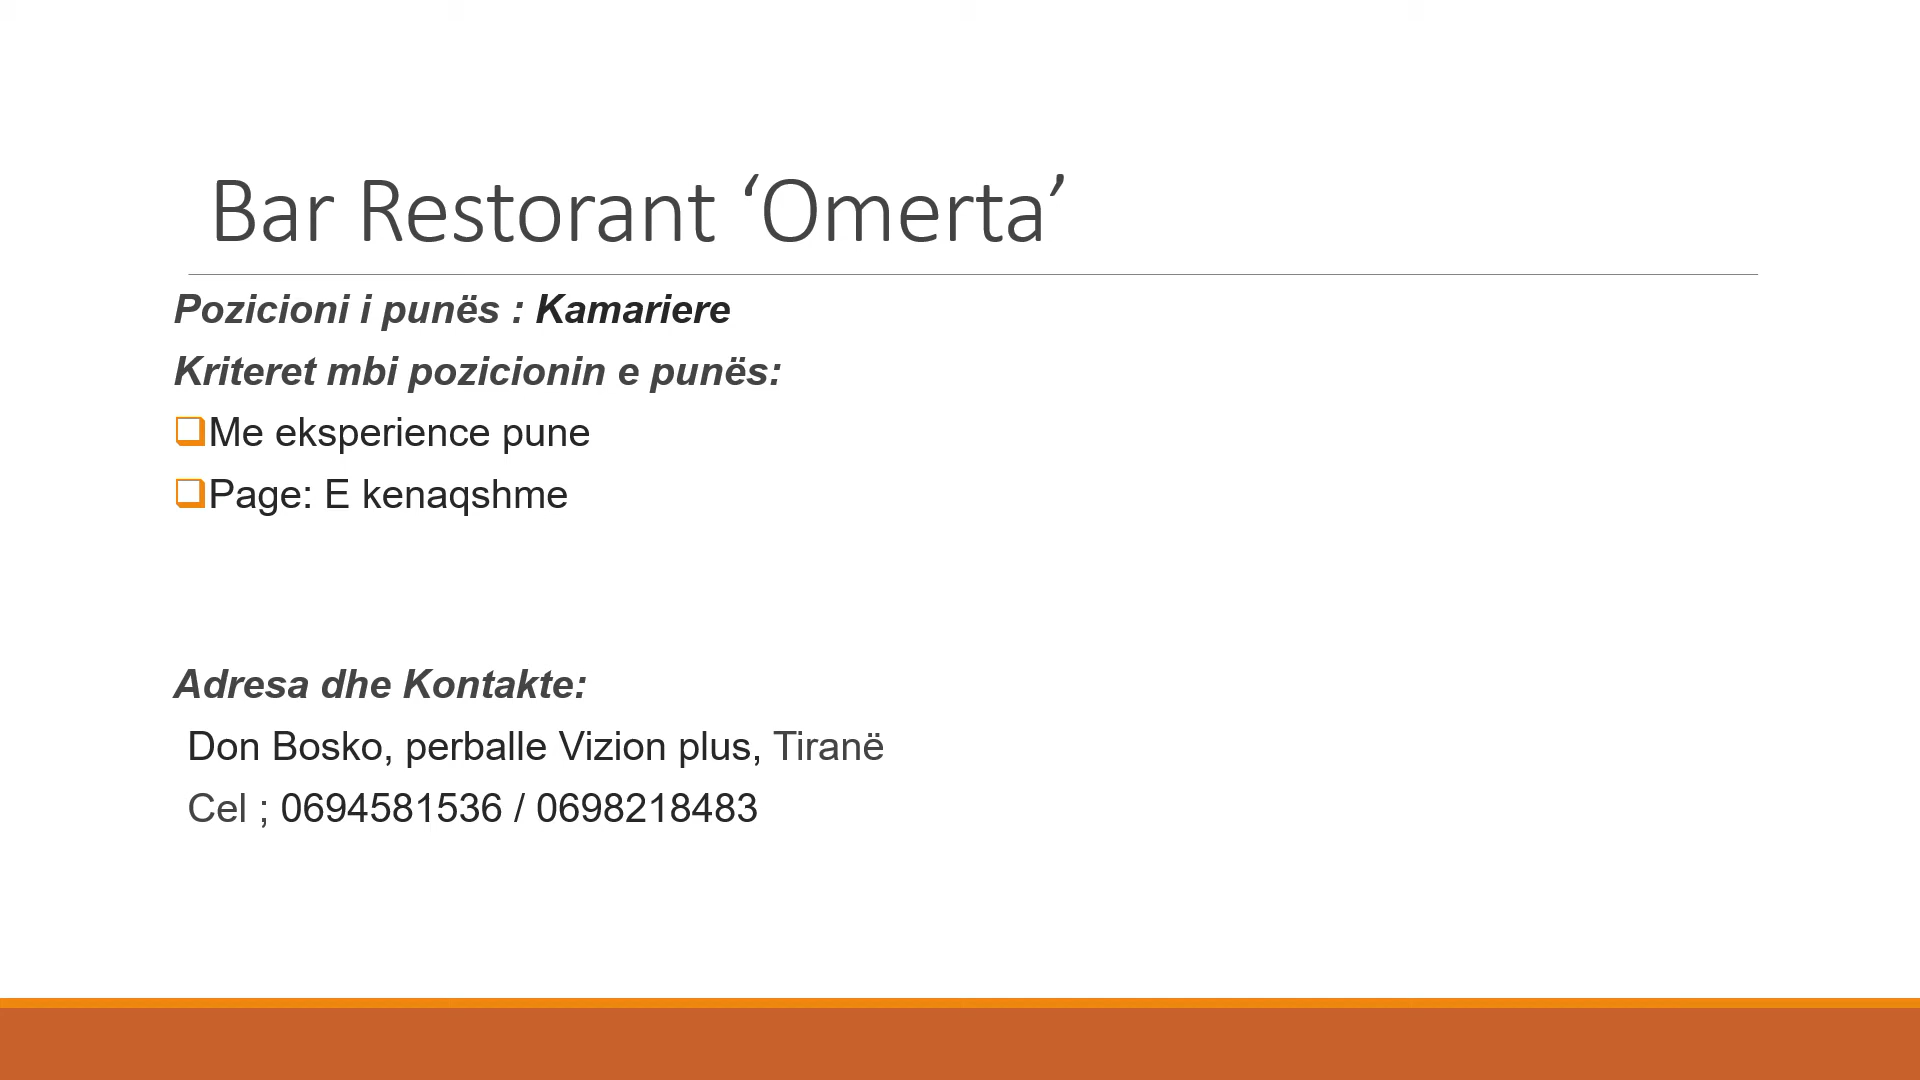 Bar Restorant ‘Omerta’
Pozicioni i punës : Kamariere
Kriteret mbi pozicionin e punës:
Me eksperience pune
Page: E kenaqshme
Adresa dhe Kontakte:
Don Bosko, perballe Vizion plus, Tiranë
Cel ; 0694581536 / 0698218483